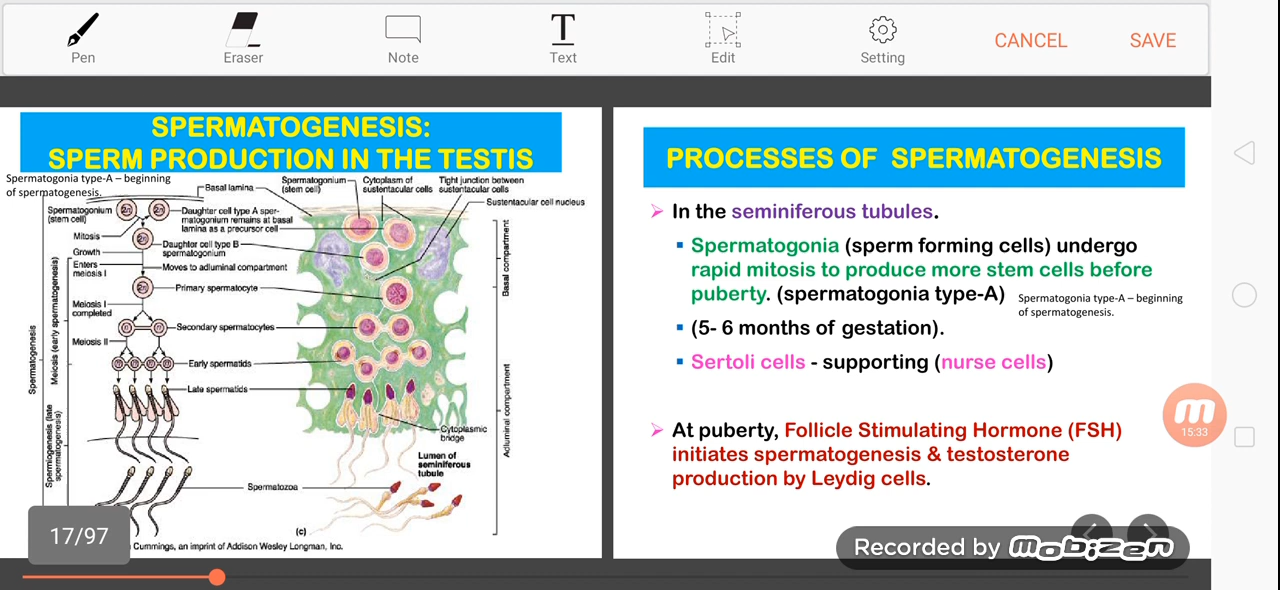 Pen
Eraser
Note
Text
Edit
Setting
CANCEL
SAVE
SPERMATOGENESIS:
SPERM PRODUCTION IN THE TESTIS
Spermatogonia type-A – beginning
of spermatogenesis.
Basal lamina
Spermatogonium
(stem cell)
Cytoplasm of
sustentacular cells
Tight junction between
sustentacular cells
Sustentacular cell nucleus
Spermatogonium
(stem cell)
2n
2n
Daughter cell type A sper-
matogonium remains at basal
lamina as a precursor cell
Mitosis
2n
Daughter cell type B
spermatogonium
Growth
Enters
meiosis I
Moves to adluminal compartment
2n
Primary spermatocyte
Meiosis I
completed
n
n
Secondary spermatocytes
Meiosis II
n
n
n
n
Early spermatids
Late spermatids
Cytoplasmic
bridge
Lumen of
seminiferous
tubule
Spermatozoa
(c)
Spermatogenesis
Meiosis (early spermatogenesis)
Spermiogenesis (late
spermatogenesis)
Basal compartment
Adluminal compartment
Cummings, an imprint of Addison Wesley Longman, Inc.
17/97
PROCESSES OF SPERMATOGENESIS
In the seminiferous tubules.
Spermatogonia (sperm forming cells) undergo
rapid mitosis to produce more stem cells before
puberty. (spermatogonia type-A)
Spermatogonia type-A – beginning
of spermatogenesis.
(5- 6 months of gestation).
Sertoli cells - supporting (nurse cells)
At puberty, Follicle Stimulating Hormone (FSH)
initiates spermatogenesis & testosterone
production by Leydig cells.
15:33
Recorded by mobizen